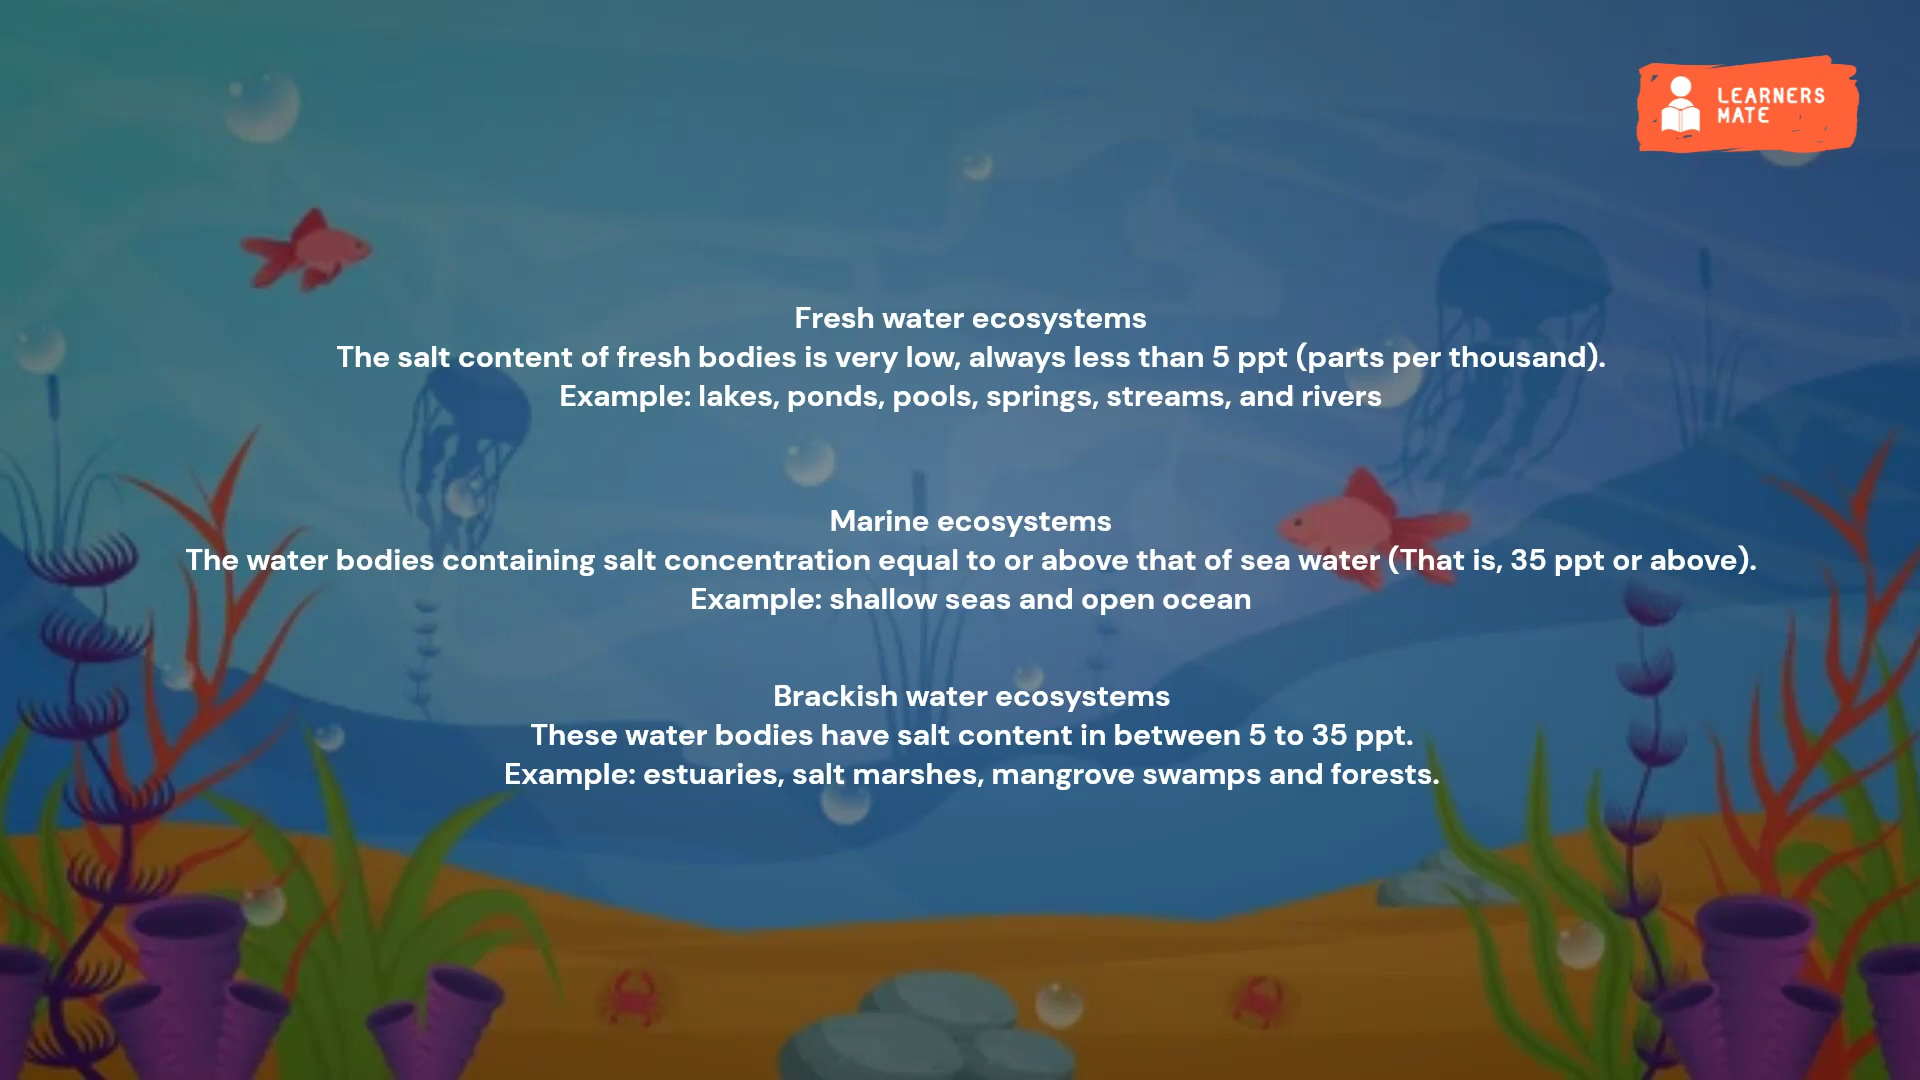 LEARNERS
MATE
Fresh water ecosystems
The salt content of fresh bodies is very low, always less than 5 ppt (parts per thousand).
Example: lakes, ponds, pools, springs, streams, and rivers
Marine ecosystems
The water bodies containing salt concentration equal to or above that of sea water (That is, 35 ppt or above).
Example: shallow seas and open ocean
Brackish water ecosystems
These water bodies have salt content in between 5 to 35 ppt.
Example: estuaries, salt marshes, mangrove swamps and forests.